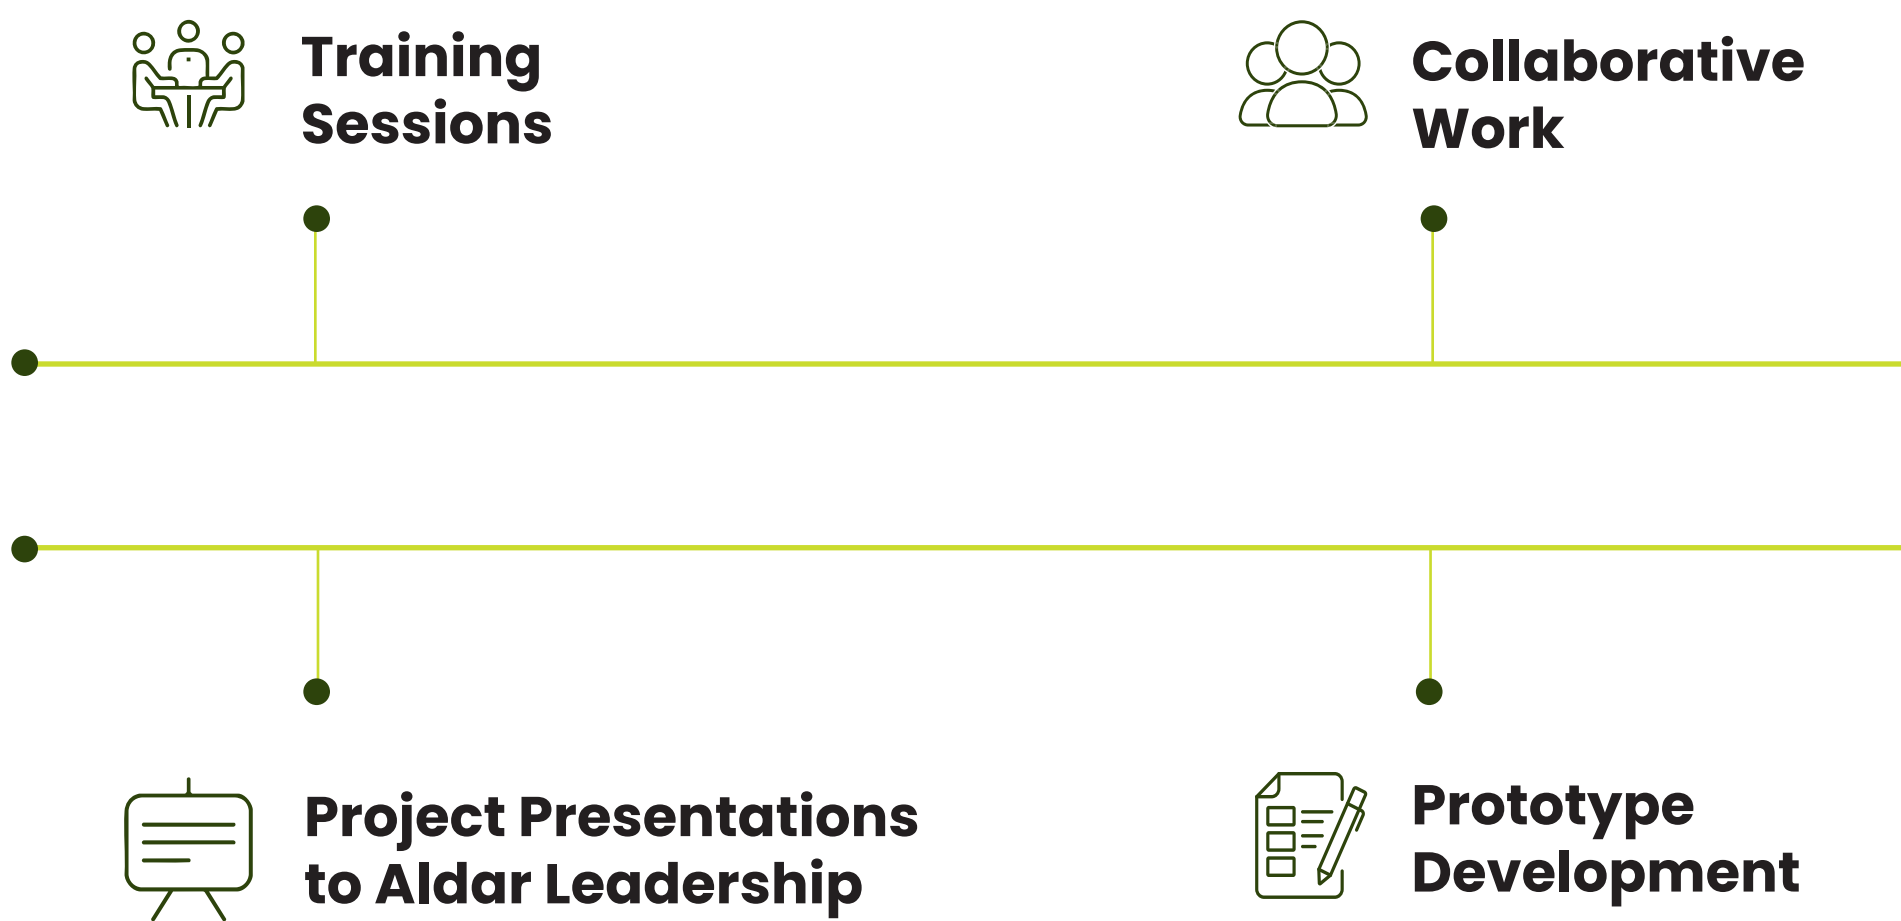 Training
Sessions
Collaborative
Work
Project Presentations
to Aldar Leadership
Prototype
Development